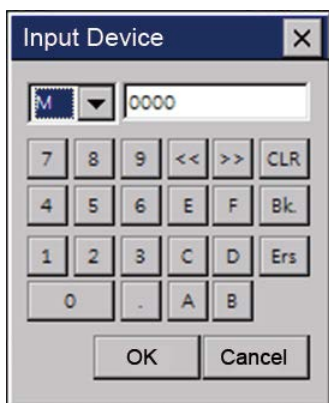 Input Device
M 0000
7 8 9 << >> CLR
4 5 6 E F Bk.
1 2 3 C D Ers
0 . A B
OK Cancel